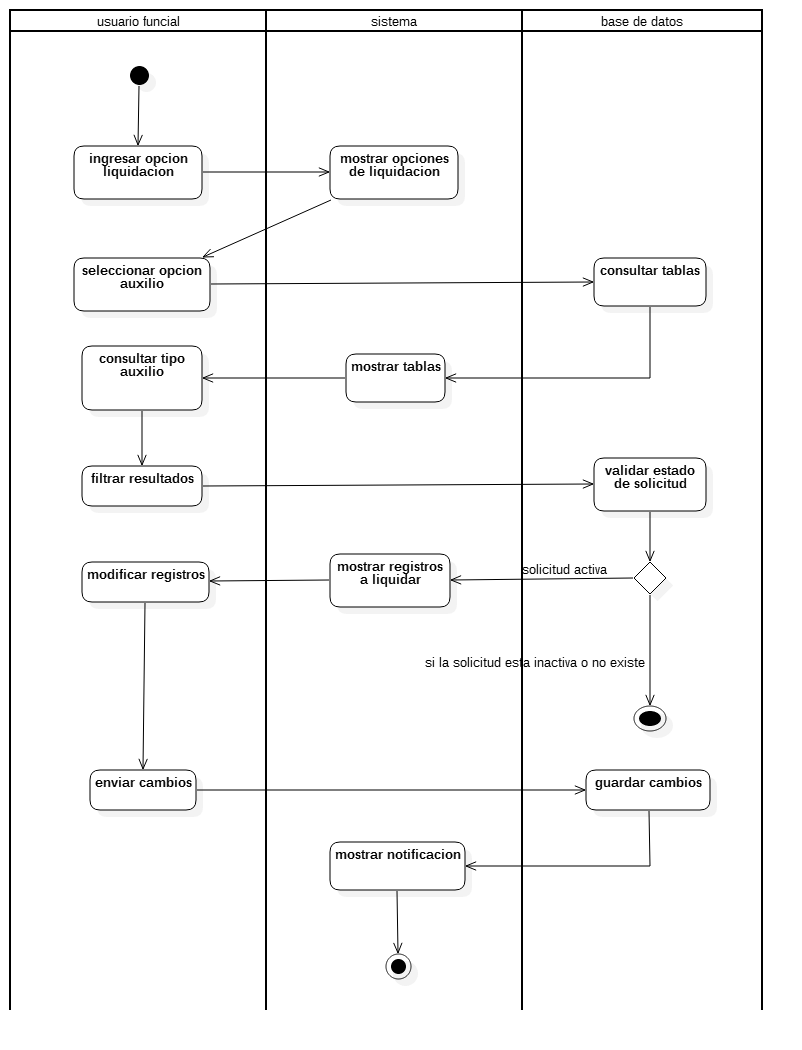 usuario funcial
sistema
base de datos
ingresar opcion
liquidacion
mostrar opciones
de liquidacion
seleccionar opcion
auxilio
consultar tablas
consultar tipo
auxilio
mostrar tablas
filtrar resultados
validar estado
de solicitud
modificar registros
mostrar registros
a liquidar
solicitud activa
si la solicitud esta inactiva o no existe
enviar cambios
guardar cambios
mostrar notificacion